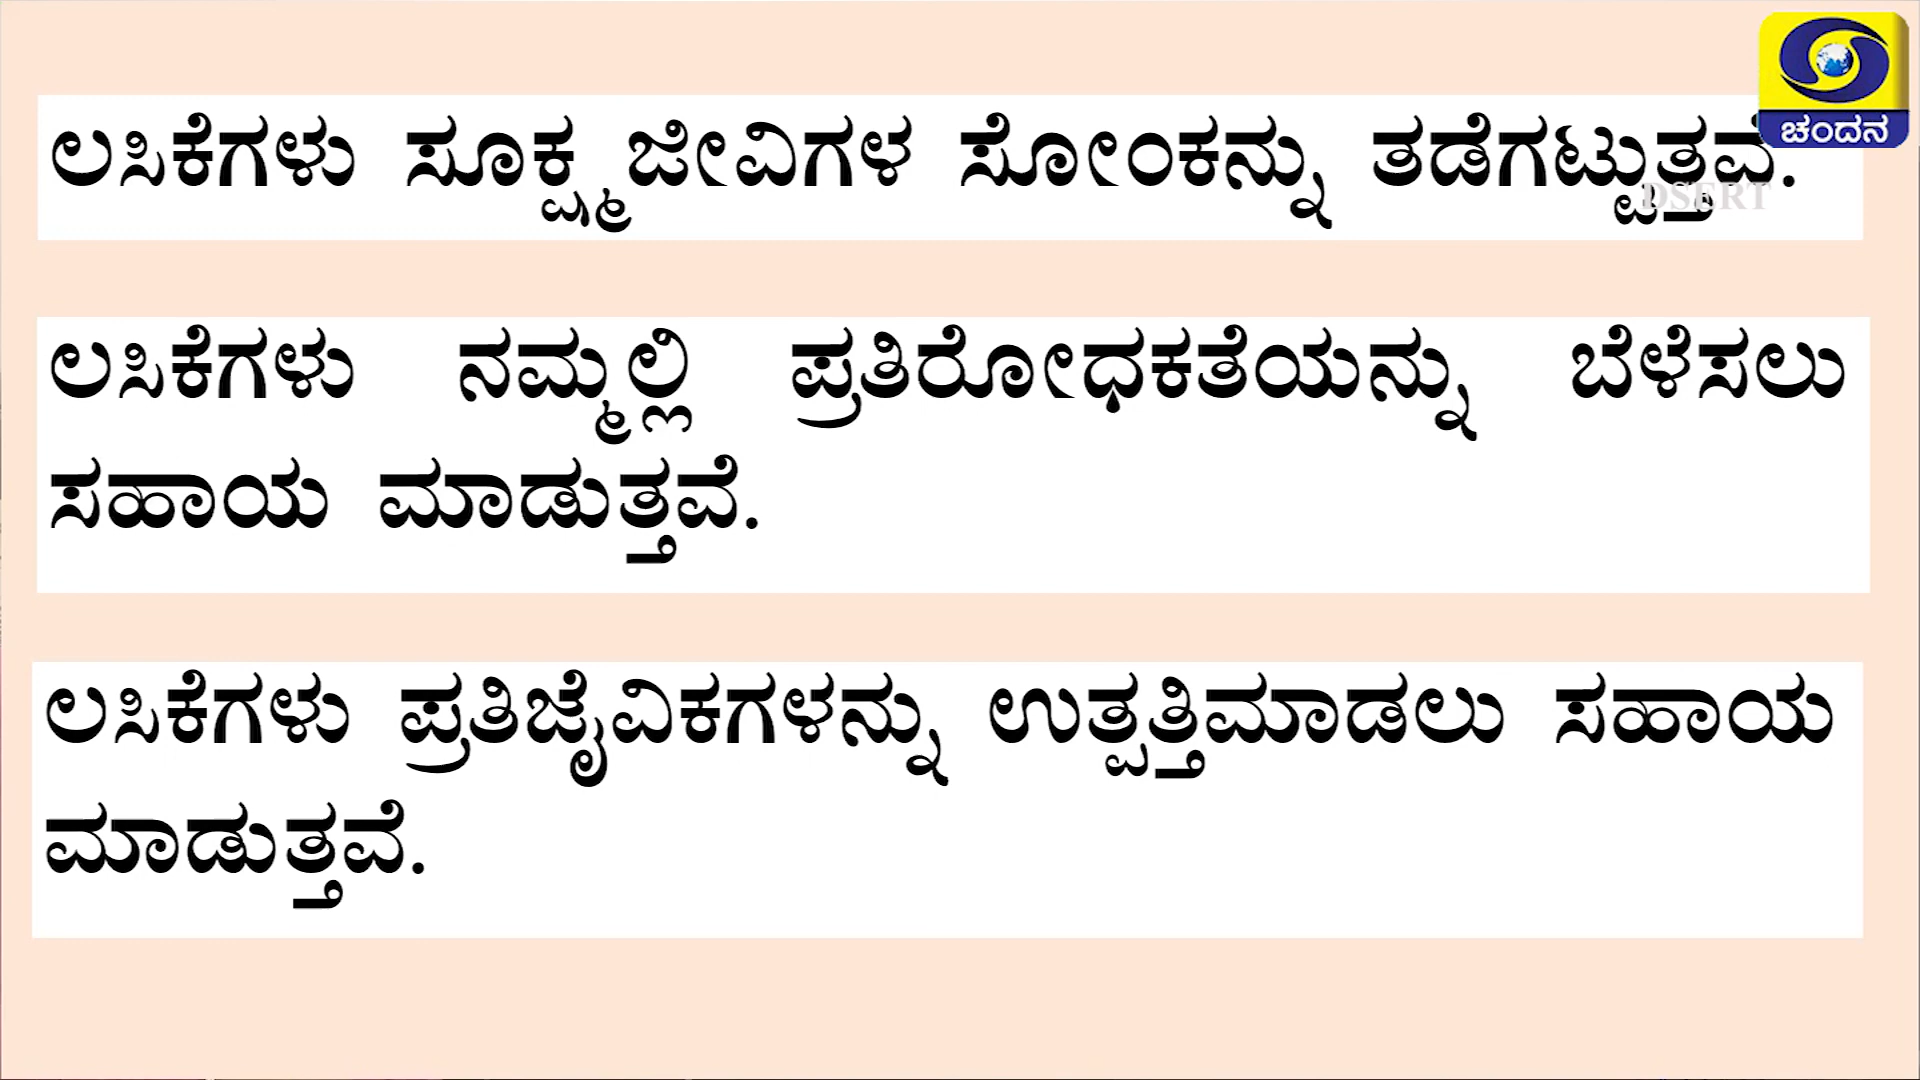 ಚಂದನ
ಲಸಿಕೆಗಳು ಸೂಕ್ಷ್ಮಜೀವಿಗಳ ಸೋಂಕನ್ನು ತಡೆಗಟ್ಟುತ್ತವೆ.
DSERT
ಲಸಿಕೆಗಳು ನಮ್ಮಲ್ಲಿ ಪ್ರತಿರೋಧಕತೆಯನ್ನು ಬೆಳೆಸಲು
ಸಹಾಯ ಮಾಡುತ್ತವೆ.
ಲಸಿಕೆಗಳು ಪ್ರತಿಜೈವಿಕಗಳನ್ನು ಉತ್ಪತ್ತಿಮಾಡಲು ಸಹಾಯ
ಮಾಡುತ್ತವೆ.